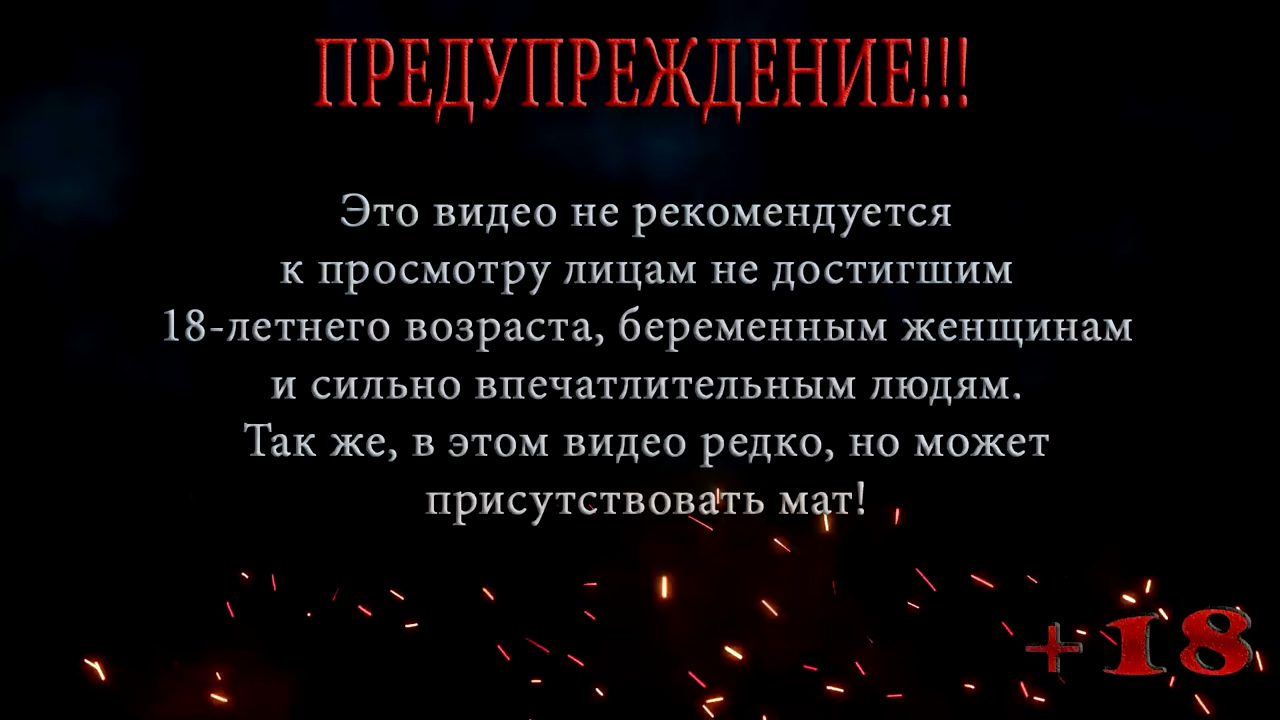 ПРЕДУПРЕЖДЕНИЕ!!!
Это видео не рекомендуется
к просмотру лицам не достигшим
18-летнего возраста, беременным женщинам
и сильно впечатлительным людям.
Так же, в этом видео редко, но может
присутствовать мат!
+18